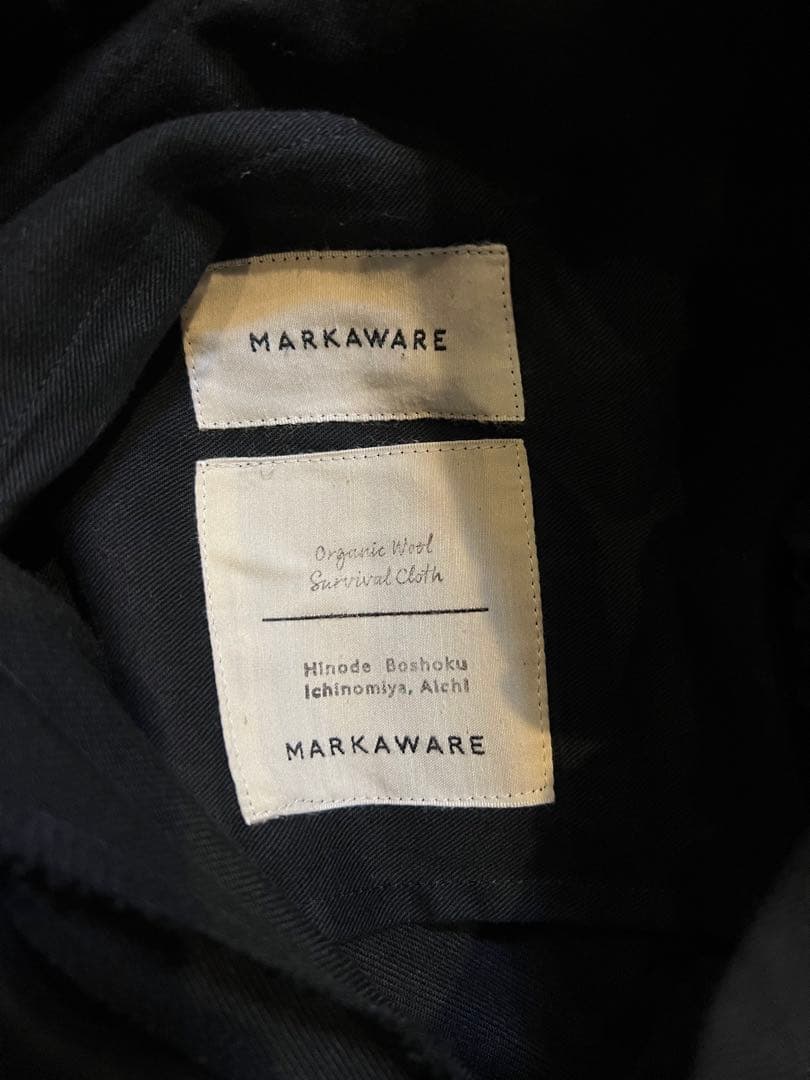 MARKAWARE
Organic Wool
Survival Cloth
Hinode Boshoku
Ichinomiya, Aichi
MARKAWARE